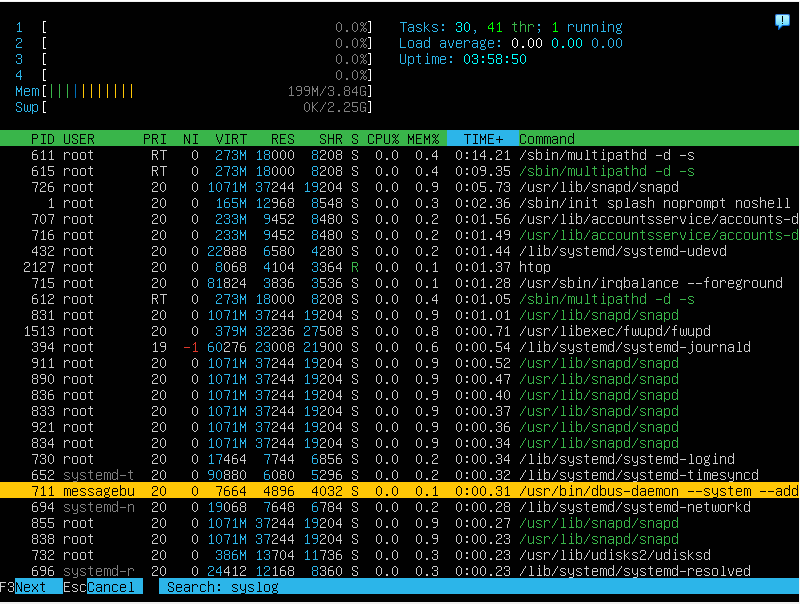 1 [ 0.0%] Tasks: 30, 41 thr; 1 running
2 [ 0.0%] Load average: 0.00 0.00 0.00
3 [ 0.0%] Uptime: 03:58:50
4 [ 0.0%]
Mem[||||||||||| 199M/3.84G]
Swp[ 0K/2.25G]
PID USER PRI NI VIRT RES SHR S CPU% MEM% TIME+ Command
611 root RT 0 273M 18000 8208 S 0.0 0.4 0:14.21 /sbin/multipathd -d -s
615 root RT 0 273M 18000 8208 S 0.0 0.4 0:09.35 /sbin/multipathd -d -s
726 root 20 0 1071M 37244 19204 S 0.0 0.9 0:05.73 /usr/lib/snapd/snapd
1 root 20 0 165M 12968 8548 S 0.0 0.3 0:02.36 /sbin/init splash noprompt noshell
707 root 20 0 233M 9452 8480 S 0.0 0.2 0:01.56 /usr/lib/accountsservice/accounts-d
716 root 20 0 233M 9452 8480 S 0.0 0.2 0:01.49 /usr/lib/accountsservice/accounts-d
432 root 20 0 22888 6580 4280 S 0.0 0.2 0:01.44 /lib/systemd/systemd-udevd
2127 root 20 0 8068 4104 3364 R 0.0 0.1 0:01.37 htop
715 root 20 0 81824 3836 3536 S 0.0 0.1 0:01.28 /usr/sbin/irqbalance --foreground
612 root RT 0 273M 18000 8208 S 0.0 0.4 0:01.05 /sbin/multipathd -d -s
831 root 20 0 1071M 37244 19204 S 0.0 0.9 0:01.01 /usr/lib/snapd/snapd
1513 root 20 0 379M 32236 27508 S 0.0 0.8 0:00.71 /usr/libexec/fwupd/fwupd
394 root 19 -1 60276 23008 21900 S 0.0 0.6 0:00.54 /lib/systemd/systemd-journald
911 root 20 0 1071M 37244 19204 S 0.0 0.9 0:00.52 /usr/lib/snapd/snapd
890 root 20 0 1071M 37244 19204 S 0.0 0.9 0:00.47 /usr/lib/snapd/snapd
836 root 20 0 1071M 37244 19204 S 0.0 0.9 0:00.40 /usr/lib/snapd/snapd
833 root 20 0 1071M 37244 19204 S 0.0 0.9 0:00.37 /usr/lib/snapd/snapd
921 root 20 0 1071M 37244 19204 S 0.0 0.9 0:00.36 /usr/lib/snapd/snapd
834 root 20 0 1071M 37244 19204 S 0.0 0.9 0:00.34 /usr/lib/snapd/snapd
730 root 20 0 17464 7744 6856 S 0.0 0.2 0:00.34 /lib/systemd/systemd-logind
652 systemd-t 20 0 90880 6080 5296 S 0.0 0.2 0:00.32 /lib/systemd/systemd-timesyncd
711 messagebu 20 0 7664 4896 4032 S 0.0 0.1 0:00.31 /usr/bin/dbus-daemon --system --add
694 systemd-n 20 0 19068 7648 6784 S 0.0 0.2 0:00.28 /lib/systemd/systemd-networkd
855 root 20 0 1071M 37244 19204 S 0.0 0.9 0:00.27 /usr/lib/snapd/snapd
838 root 20 0 1071M 37244 19204 S 0.0 0.9 0:00.23 /usr/lib/snapd/snapd
732 root 20 0 386M 13704 11736 S 0.0 0.3 0:00.23 /usr/lib/udisks2/udisksd
696 systemd-r 20 0 24412 12168 8360 S 0.0 0.3 0:00.23 /lib/systemd/systemd-resolved
F3Next EscCancel Search: syslog